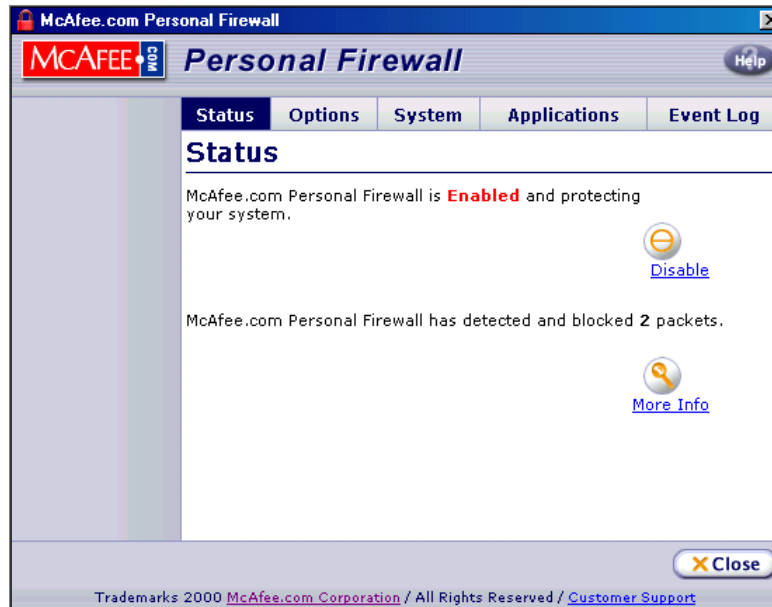 McAfee.com Personal Firewall
McAFEE.COM
Personal Firewall
Help
Status Options System Applications Event Log
Status
McAfee.com Personal Firewall is Enabled and protecting
your system.
Disable
McAfee.com Personal Firewall has detected and blocked 2 packets.
More Info
Close
Trademarks 2000 McAfee.com Corporation / All Rights Reserved / Customer Support